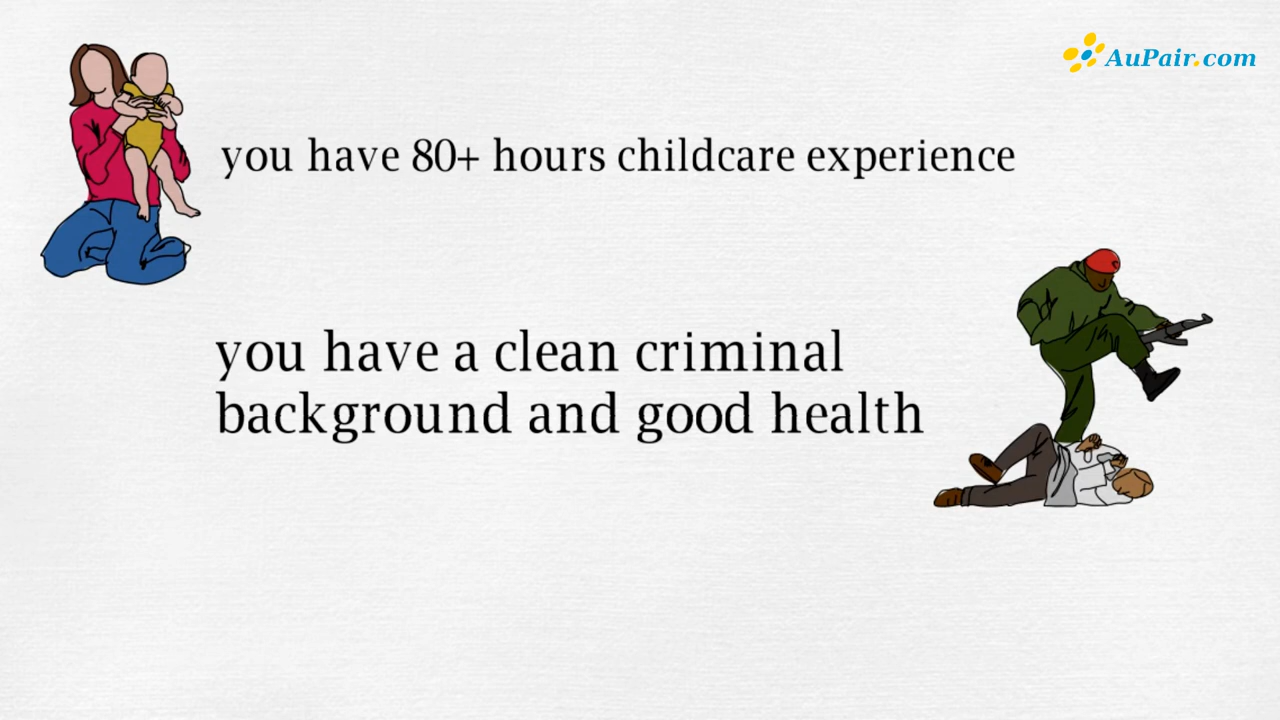 AuPair.com
you have 80+ hours childcare experience
you have a clean criminal
background and good health